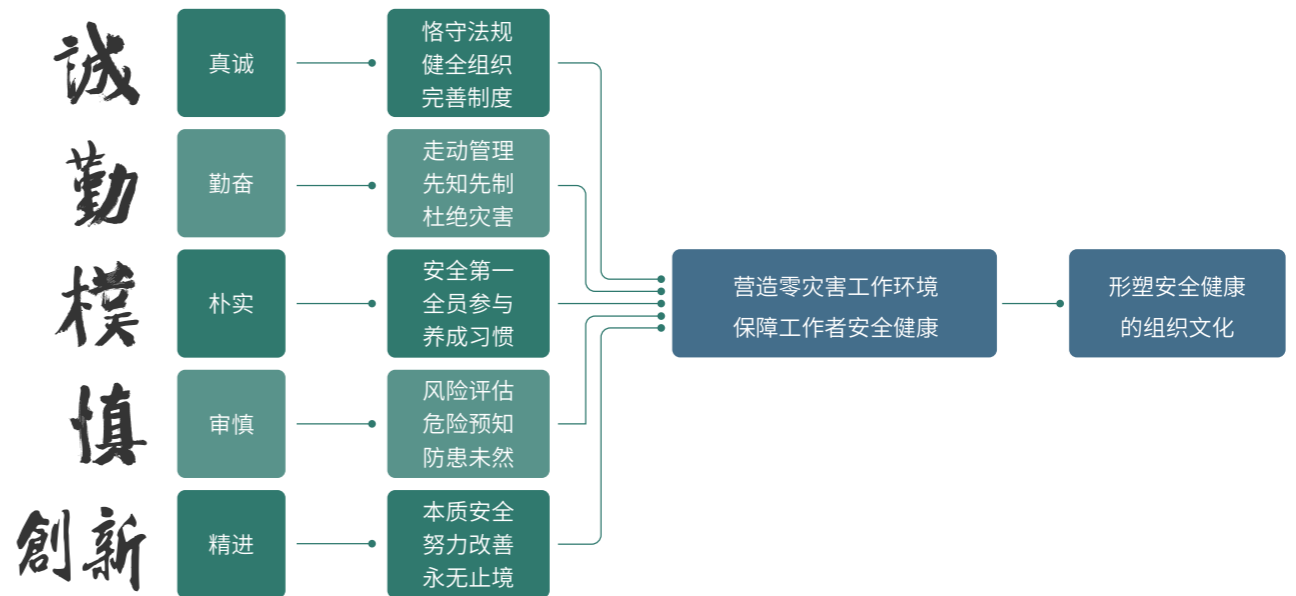 誠
真诚
恪守法规
健全组织
完善制度
勤
勤奋
走动管理
先知先制
杜绝灾害
樸
朴实
安全第一
全员参与
养成习惯
慎
审慎
风险评估
危险预知
防患未然
創新
精进
本质安全
努力改善
永无止境
营造零灾害工作环境
保障工作者安全健康
形塑安全健康
的组织文化